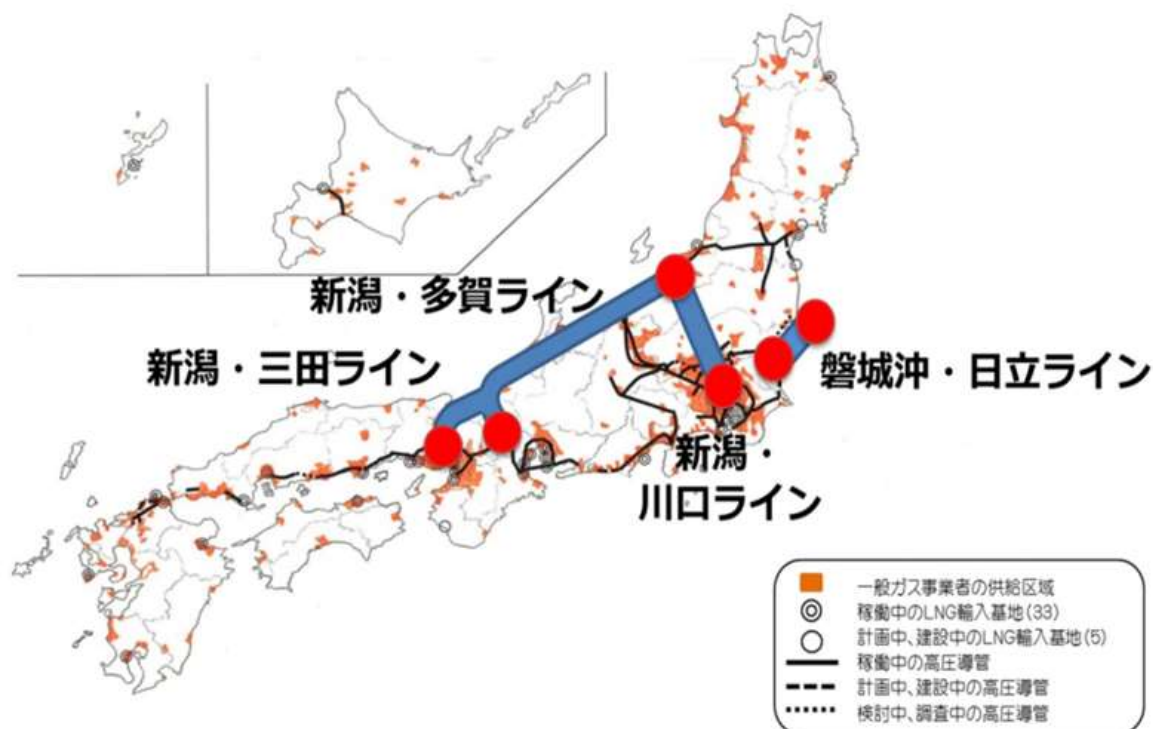 新潟・多賀ライン
新潟・三田ライン
磐城沖・日立ライン
新潟・
川口ライン
一般ガス事業者の供給区域
稼働中のLNG輸入基地(33)
計画中、建設中のLNG輸入基地(5)
稼働中の高圧導管
計画中、建設中の高圧導管
検討中、調査中の高圧導管